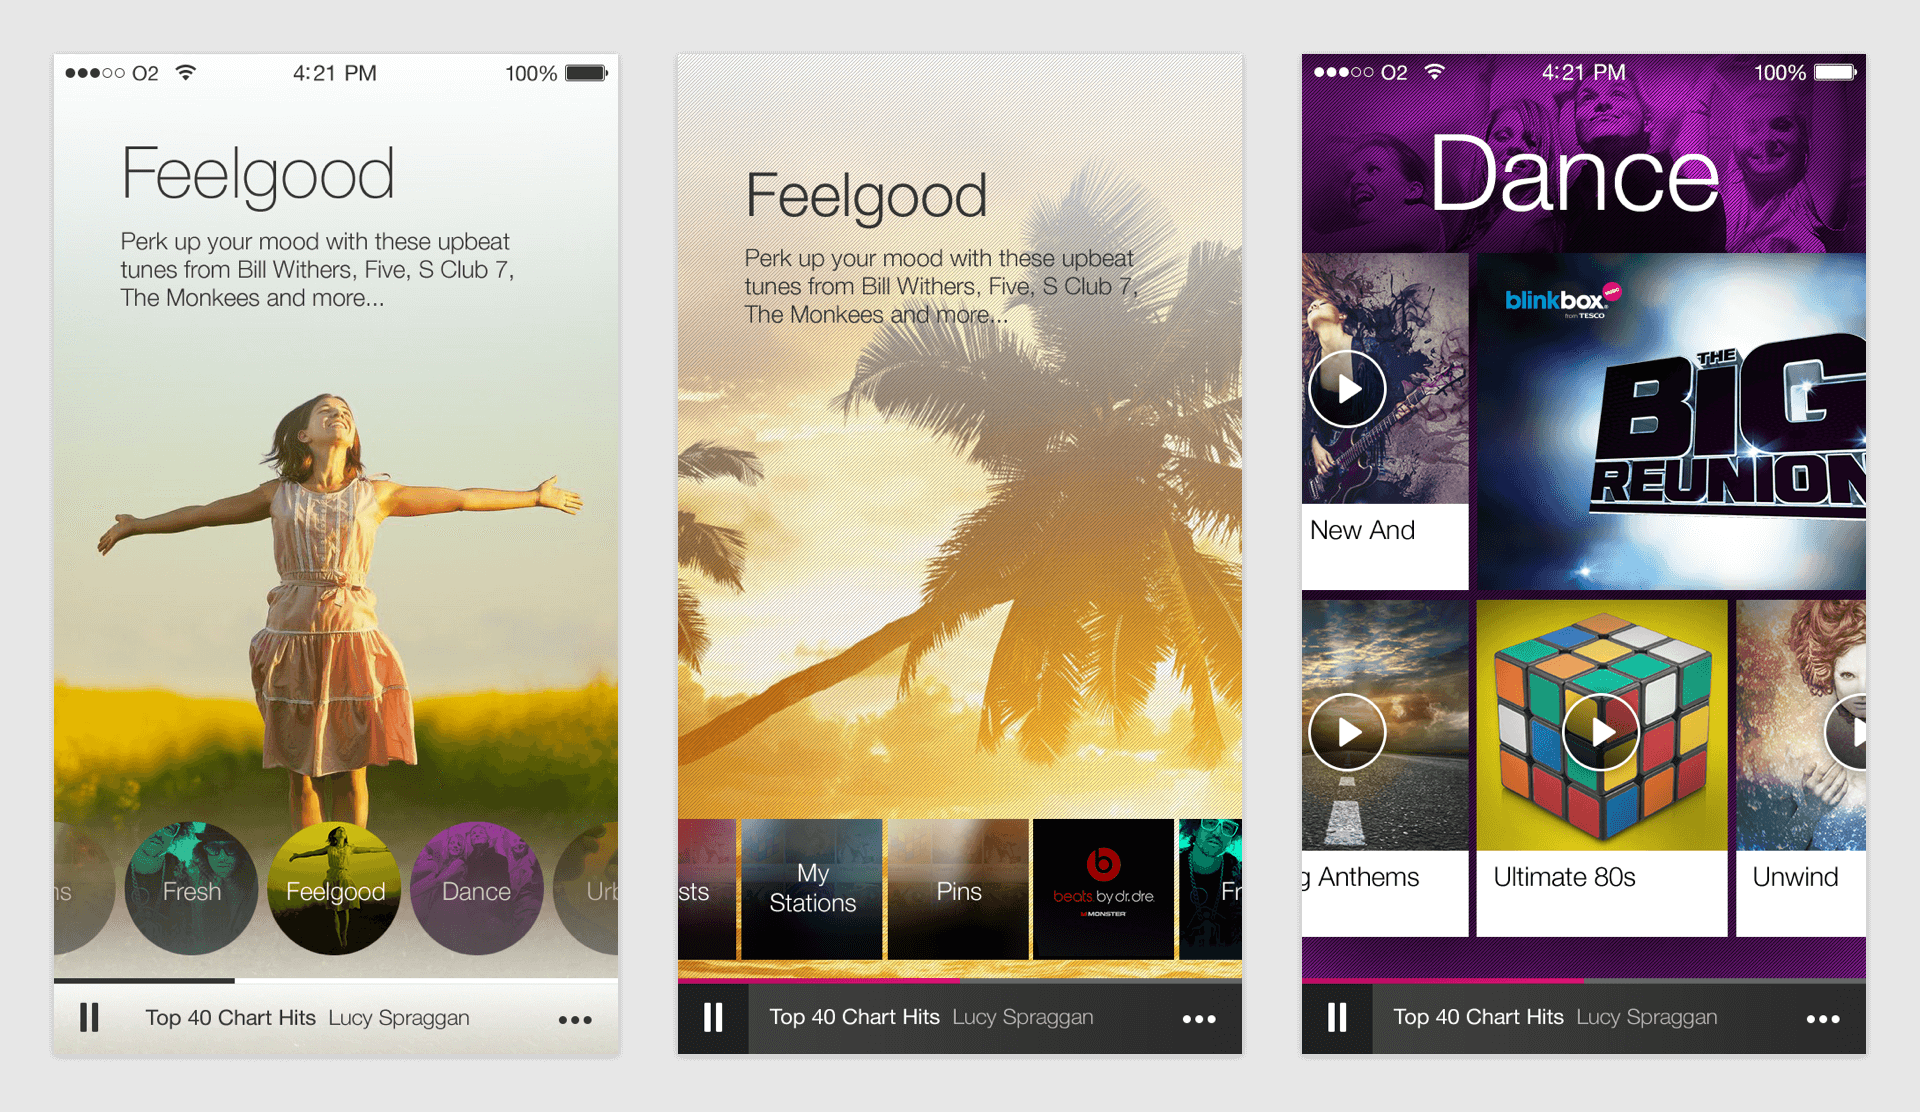 O2 4:21 PM 100%
Feelgood
Perk up your mood with these upbeat
tunes from Bill Withers, Five, S Club 7,
The Monkees and more...
Fresh
Feelgood
Dance
Top 40 Chart Hits Lucy Spraggan
Feelgood
Perk up your mood with these upbeat
tunes from Bill Withers, Five, S Club 7,
The Monkees and more...
sts
My
Stations
Pins
b
beats by dr. dre.
MONSTER
Fr
Top 40 Chart Hits Lucy Spraggan
O2 4:21 PM 100%
Dance
blinkbox
MUSIC
from TESCO
THE
BiG
REUNION
New And
g Anthems
Ultimate 80s
Unwind
Top 40 Chart Hits Lucy Spraggan